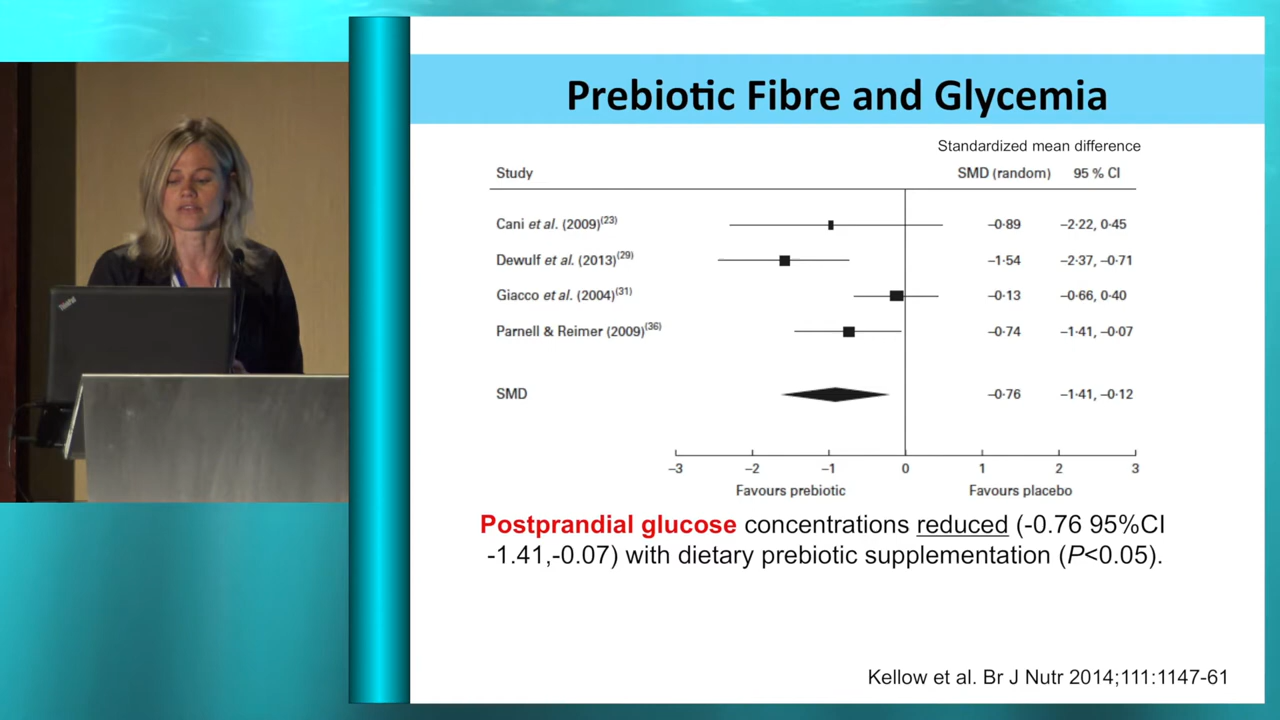 Prebiotic Fibre and Glycemia
Standardized mean difference
Study SMD (random) 95 % CI
Cani et al. (2009)(23) –0·89 –2·22, 0·45
Dewulf et al. (2013)(29) –1·54 –2·37, –0·71
Giacco et al. (2004)(31) –0·13 –0·66, 0·40
Parnell & Reimer (2009)(36) –0·74 –1·41, –0·07
SMD –0·76 –1·41, –0·12
–3 –2 –1 0 1 2 3
Favours prebiotic Favours placebo
Postprandial glucose concentrations reduced (-0.76 95%CI
-1.41,-0.07) with dietary prebiotic supplementation (P<0.05).
Kellow et al. Br J Nutr 2014;111:1147-61
ThinkPad